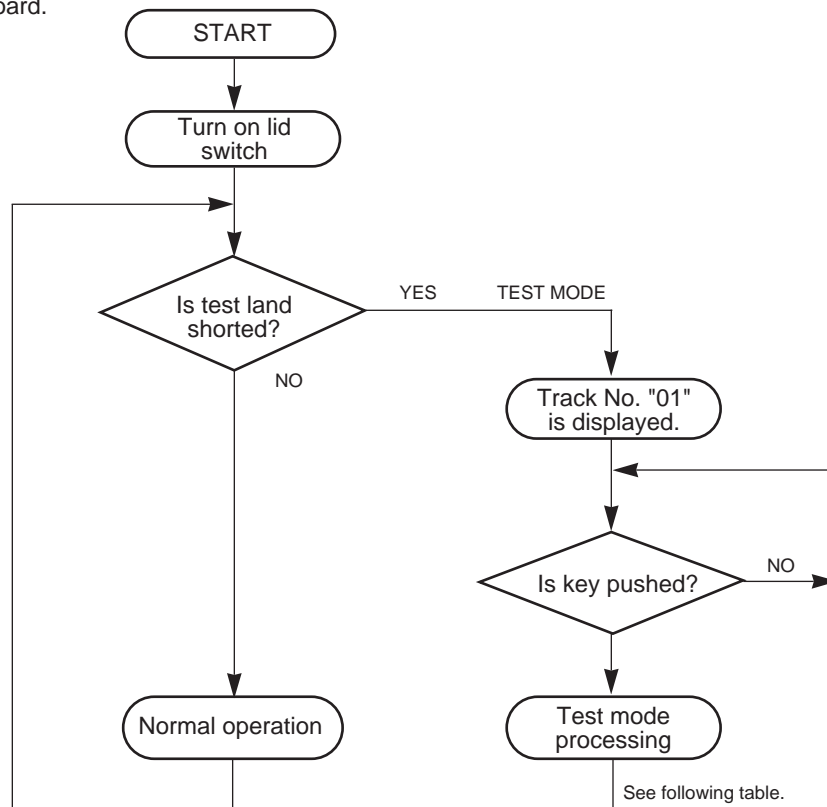 START
Turn on lid
switch
Is test land
shorted?
YES
TEST MODE
NO
Track No. "01"
is displayed.
Is key pushed?
NO
Normal operation
Test mode
processing
See following table.